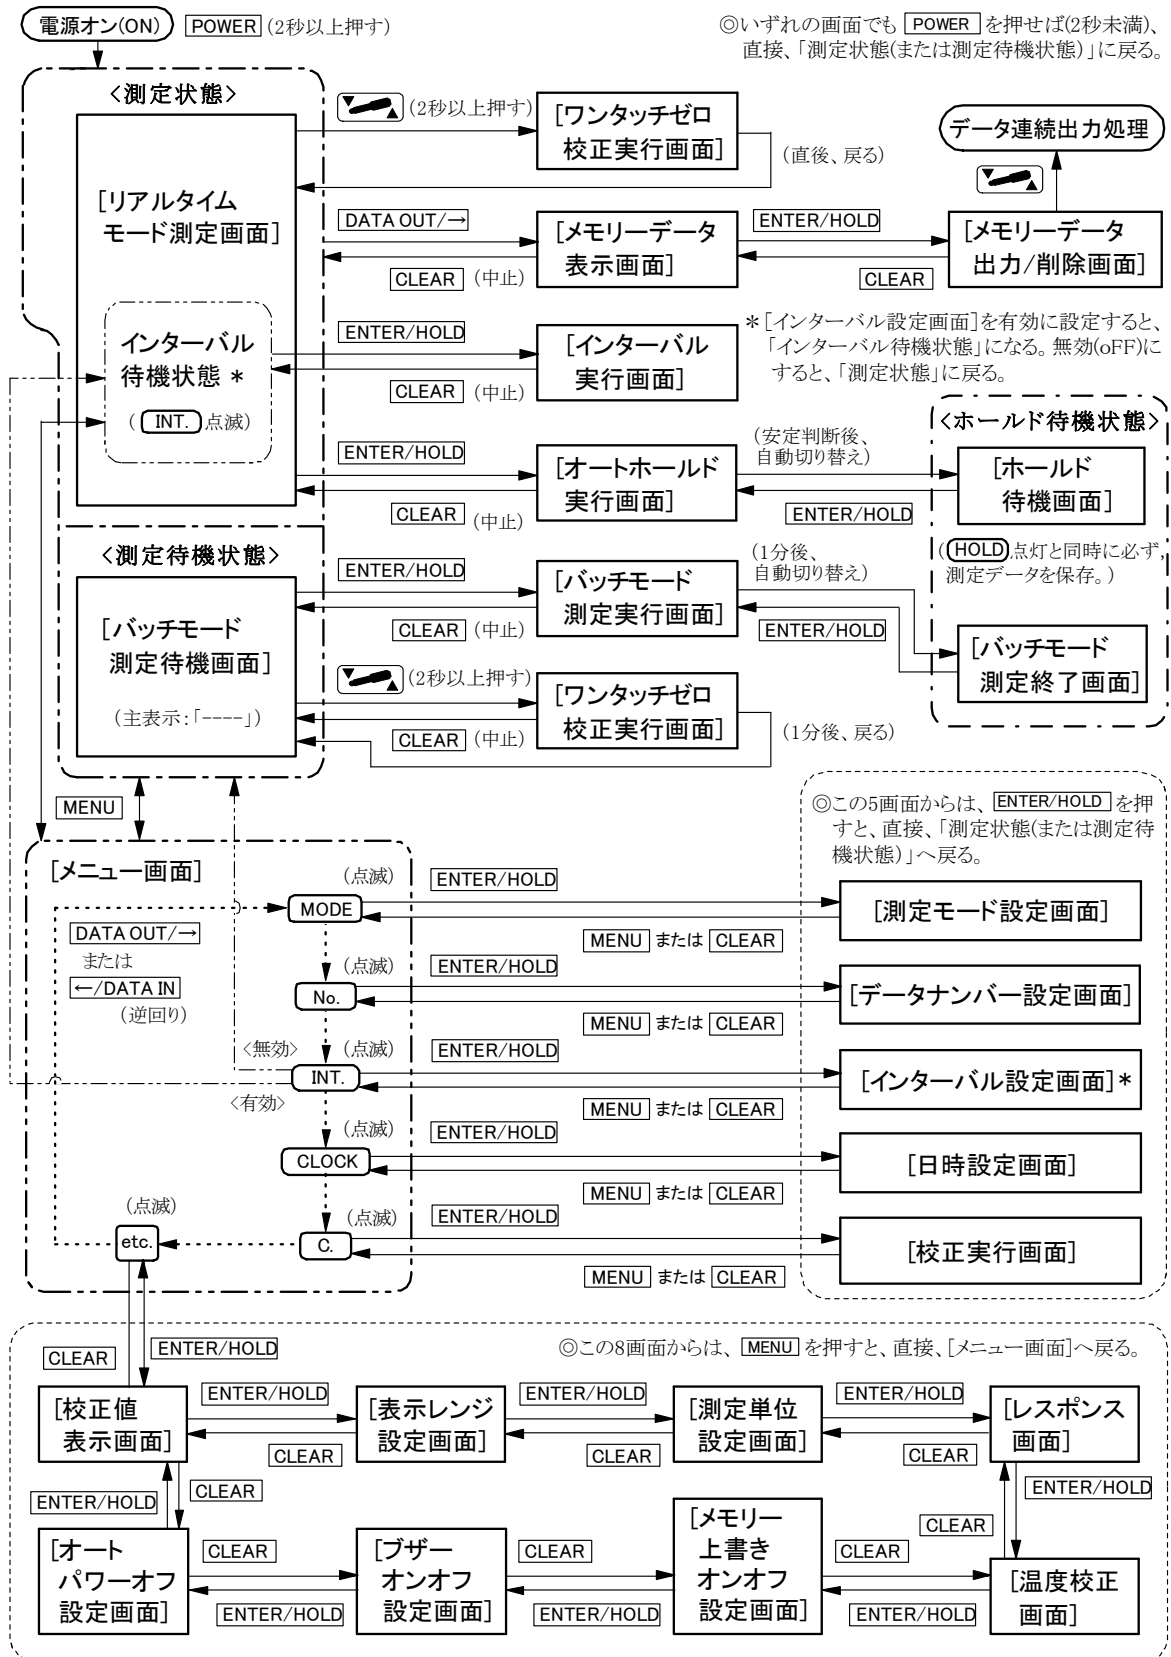 電源オン(ON) POWER (2秒以上押す)
◎いずれの画面でも POWER を押せば(2秒未満)、
直接、「測定状態(または測定待機状態)」に戻る。
<測定状態>
[リアルタイム
モード測定画面]
(2秒以上押す)
[ワンタッチゼロ
校正実行画面]
(直後、戻る)
データ連続出力処理
DATA OUT/→
CLEAR (中止)
[メモリーデータ
表示画面]
ENTER/HOLD
CLEAR
[メモリーデータ
出力/削除画面]
インターバル
待機状態 *
( INT. 点滅)
ENTER/HOLD
CLEAR (中止)
[インターバル
実行画面]
*[インターバル設定画面]を有効に設定すると、
「インターバル待機状態」になる。無効(oFF)に
すると、「測定状態」に戻る。
ENTER/HOLD
CLEAR (中止)
[オートホールド
実行画面]
(安定判断後、
自動切り替え)
ENTER/HOLD
<ホールド待機状態>
[ホールド
待機画面]
(HOLD点灯と同時に必ず、
測定データを保存。)
<測定待機状態>
[バッチモード
測定待機画面]
(主表示:「----」)
ENTER/HOLD
CLEAR (中止)
[バッチモード
測定実行画面]
(1分後、
自動切り替え)
ENTER/HOLD
[バッチモード
測定終了画面]
(2秒以上押す)
CLEAR (中止)
[ワンタッチゼロ
校正実行画面]
(1分後、戻る)
MENU
[メニュー画面]
DATA OUT/→
または
←/DATA IN
(逆回り)
◎この5画面からは、 ENTER/HOLD を押
すと、直接、「測定状態(または測定待
機状態)」へ戻る。
(点滅)
MODE
ENTER/HOLD
MENU または CLEAR
[測定モード設定画面]
(点滅)
No.
ENTER/HOLD
MENU または CLEAR
[データナンバー設定画面]
<無効>
(点滅)
INT.
<有効>
ENTER/HOLD
MENU または CLEAR
[インターバル設定画面]*
(点滅)
CLOCK
ENTER/HOLD
MENU または CLEAR
[日時設定画面]
(点滅)
C.
ENTER/HOLD
MENU または CLEAR
[校正実行画面]
(点滅)
etc.
CLEAR
ENTER/HOLD
◎この8画面からは、 MENU を押すと、直接、[メニュー画面]へ戻る。
[校正値
表示画面]
ENTER/HOLD
CLEAR
[表示レンジ
設定画面]
ENTER/HOLD
CLEAR
[測定単位
設定画面]
ENTER/HOLD
CLEAR
[レスポンス
画面]
ENTER/HOLD
CLEAR
CLEAR
ENTER/HOLD
[オート
パワーオフ
設定画面]
CLEAR
ENTER/HOLD
[ブザー
オンオフ
設定画面]
CLEAR
ENTER/HOLD
[メモリー
上書き
オンオフ
設定画面]
CLEAR
ENTER/HOLD
[温度校正
画面]